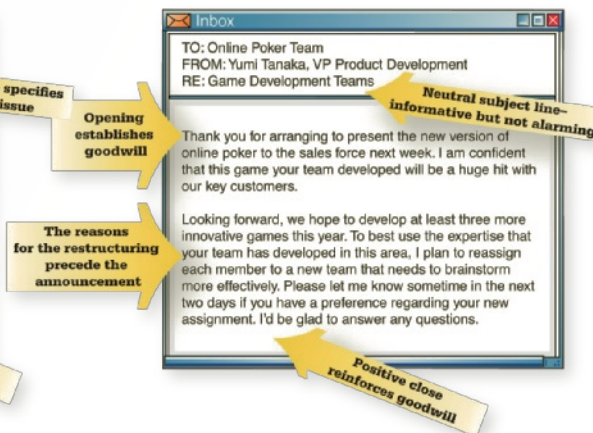 specifies
issue
Inbox
TO: Online Poker Team
FROM: Yumi Tanaka, VP Product Development
RE: Game Development Teams
Neutral subject line–
informative but not alarming
Opening
establishes
goodwill
Thank you for arranging to present the new version of
online poker to the sales force next week. I am confident
that this game your team developed will be a huge hit with
our key customers.
The reasons
for the restructuring
precede the
announcement
Looking forward, we hope to develop at least three more
innovative games this year. To best use the expertise that
your team has developed in this area, I plan to reassign
each member to a new team that needs to brainstorm
more effectively. Please let me know sometime in the next
two days if you have a preference regarding your new
assignment. I'd be glad to answer any questions.
Positive close
reinforces goodwill